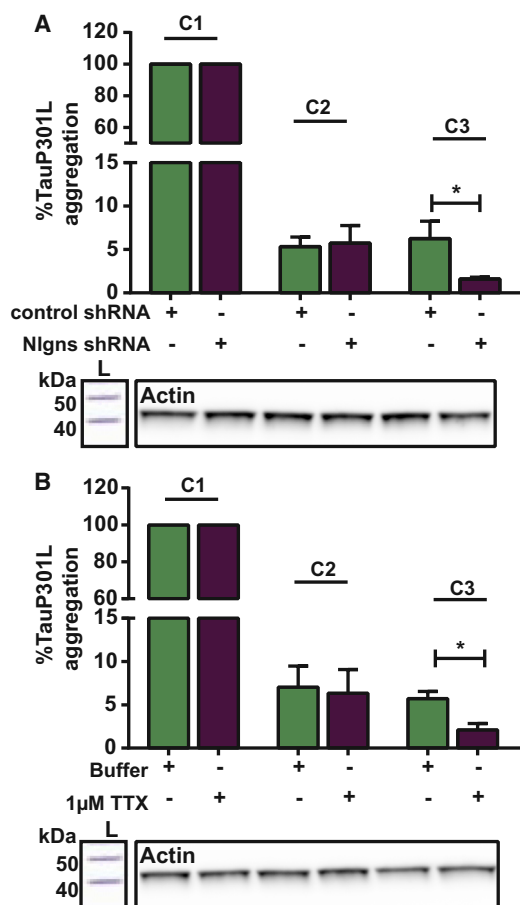 A
C1
120
100
80
60
C2
C3
%TauP301L
aggregation
15
*
10
5
0
control shRNA + - + - + -
Nlgns shRNA - + - + - +
kDa L
50
40
Actin
B
C1
120
100
80
60
C2
C3
%TauP301L
aggregation
15
*
10
5
0
Buffer + - + - + -
1µM TTX - + - + - +
kDa L
50
40
Actin